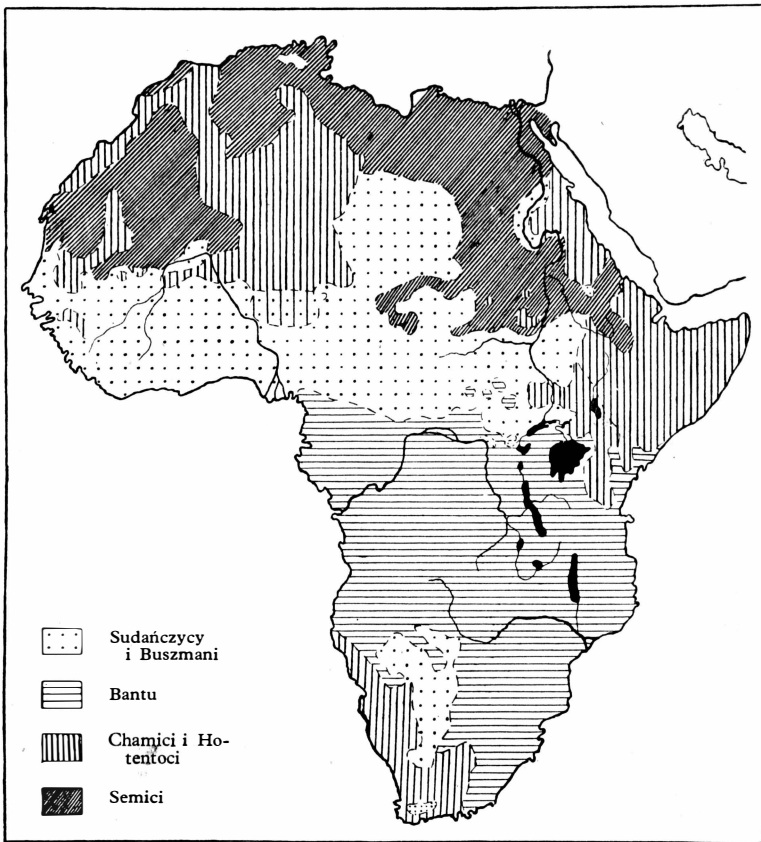 Sudańczycy
i Buszmani
Bantu
Chamici i Ho-
tentoci
Semici